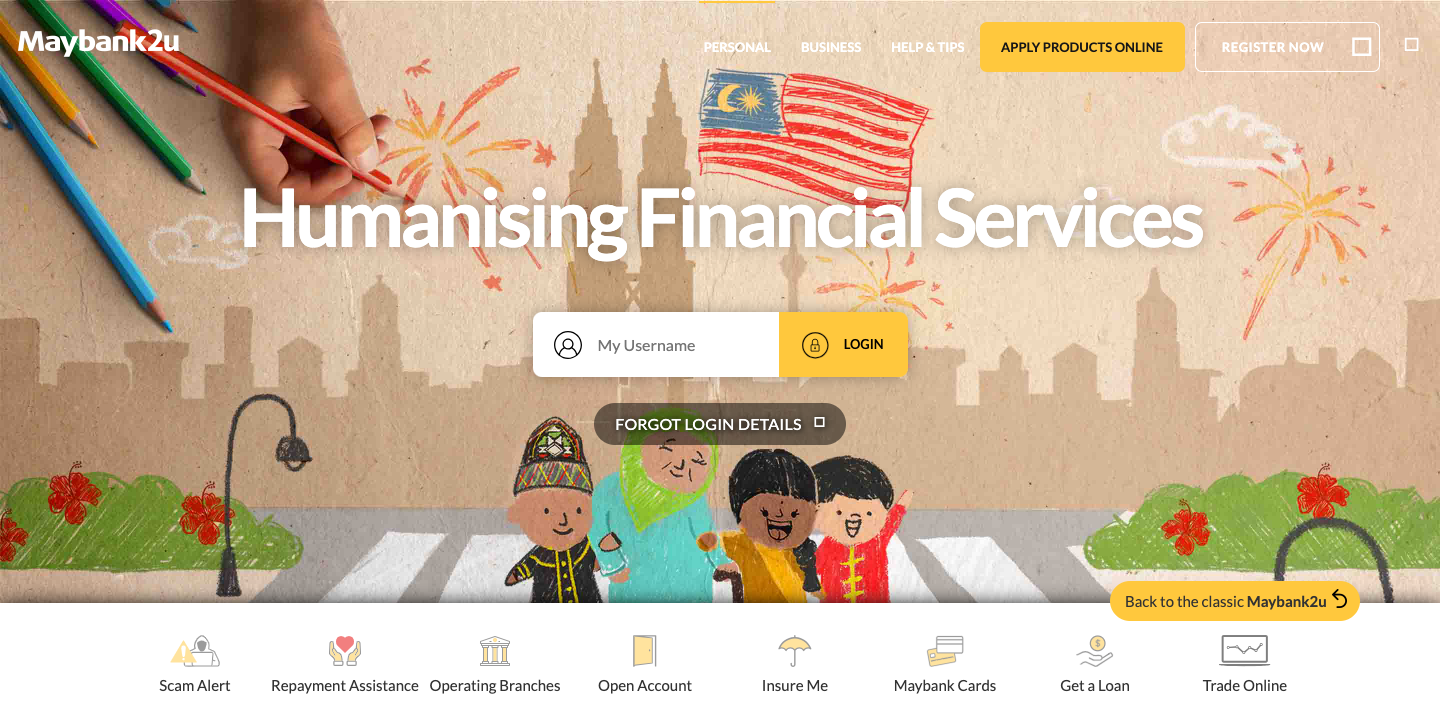 Maybank2u
PERSONAL
BUSINESS
HELP & TIPS
APPLY PRODUCTS ONLINE
REGISTER NOW
Humanising Financial Services
My Username
LOGIN
FORGOT LOGIN DETAILS
Back to the classic Maybank2u
Scam Alert
Repayment Assistance
Operating Branches
Open Account
Insure Me
Maybank Cards
Get a Loan
Trade Online